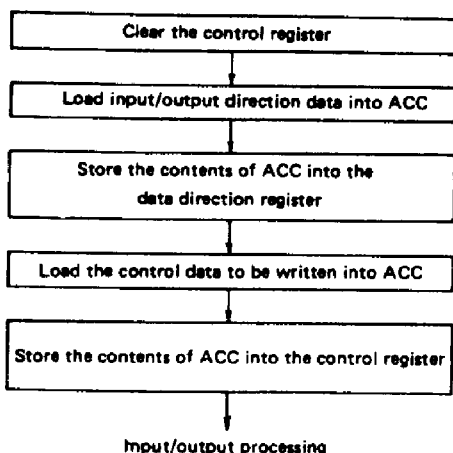 Clear the control register
Load input/output direction data into ACC
Store the contents of ACC into the
data direction register
Load the control data to be written into ACC
Store the contents of ACC into the control register
Input/output processing